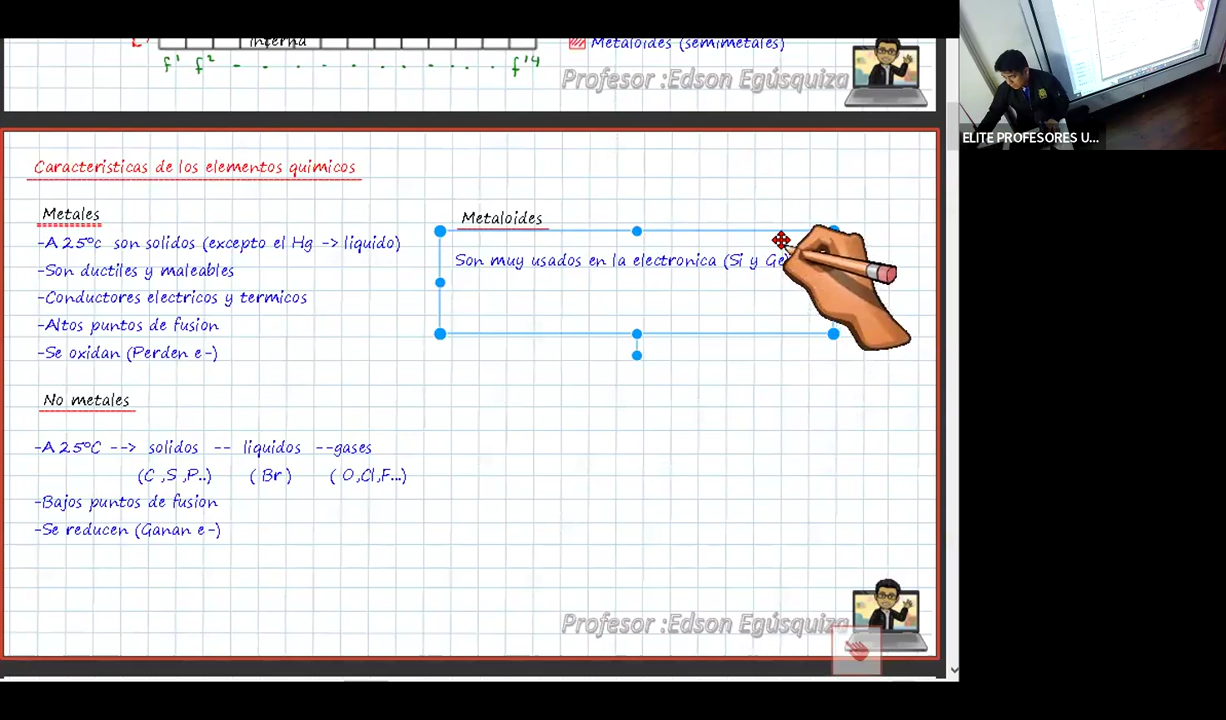 Interna
Metaloides (semimetales)
f1 f2 - . . . . . . . . f14
Profesor :Edson Egúsquiza
ELITE PROFESORES U...
Caracteristicas de los elementos quimicos
Metales
-A 25°c son solidos (excepto el Hg -> liquido)
-Son ductiles y maleables
-Conductores electricos y termicos
-Altos puntos de fusion
-Se oxidan (Perden e-)
No metales
-A 25°C --> solidos -- liquidos --gases
(C ,S ,P..) ( Br ) ( O,Cl,F...)
-Bajos puntos de fusion
-Se reducen (Ganan e-)
Metaloides
Son muy usados en la electronica (Si y Ge)
Profesor :Edson Egúsquiza